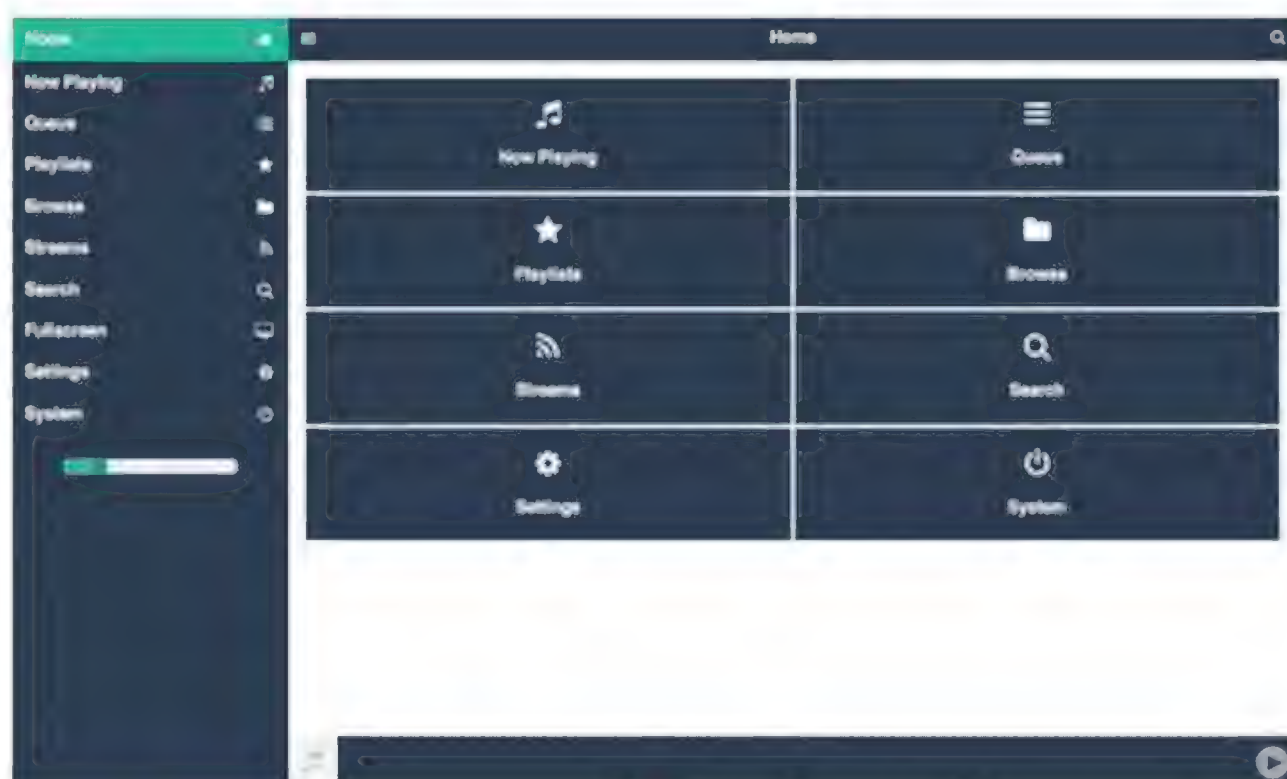 Home
Now Playing
Queue
Playlists
Browse
Streams
Search
Fullscreen
Settings
System
Home
Now Playing
Queue
Playlists
Browse
Streams
Search
Settings
System